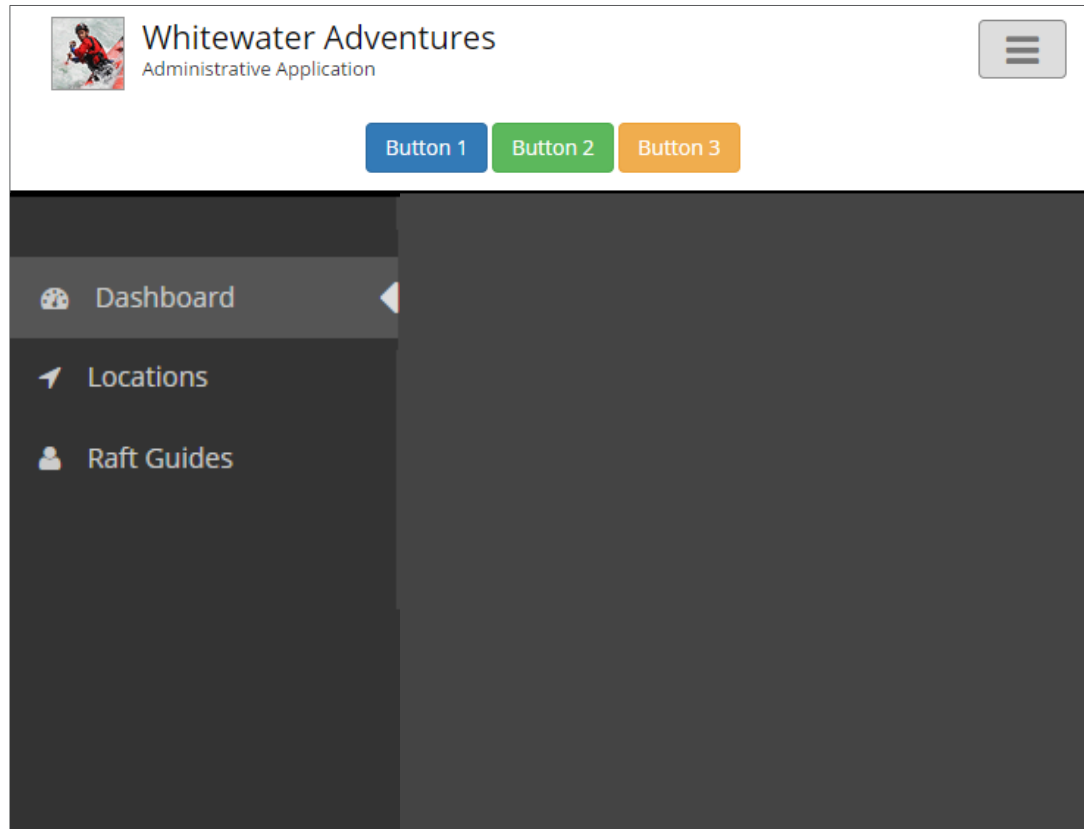 Whitewater Adventures
Administrative Application
Button 1 Button 2 Button 3
Dashboard
Locations
Raft Guides